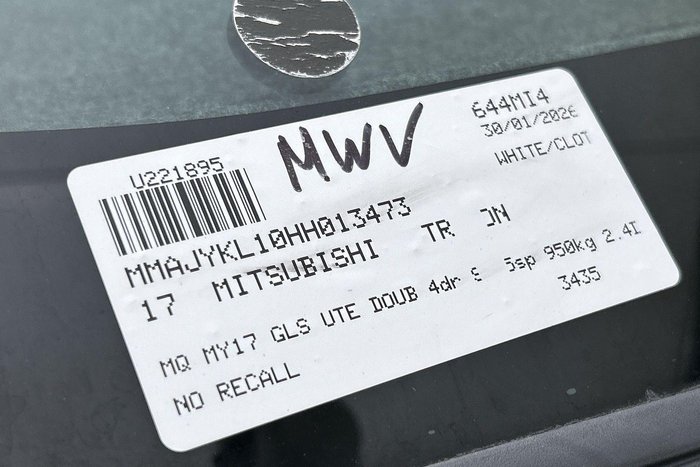 U221895
MWV
644MI4
30/01/2026
WHITE/CLOT
MMAJYKL10HH013473
17 MITSUBISHI TR ON
MQ MY17 GLS UTE DOUB 4dr S 5sp 950kg 2.4I
3435
NO RECALL